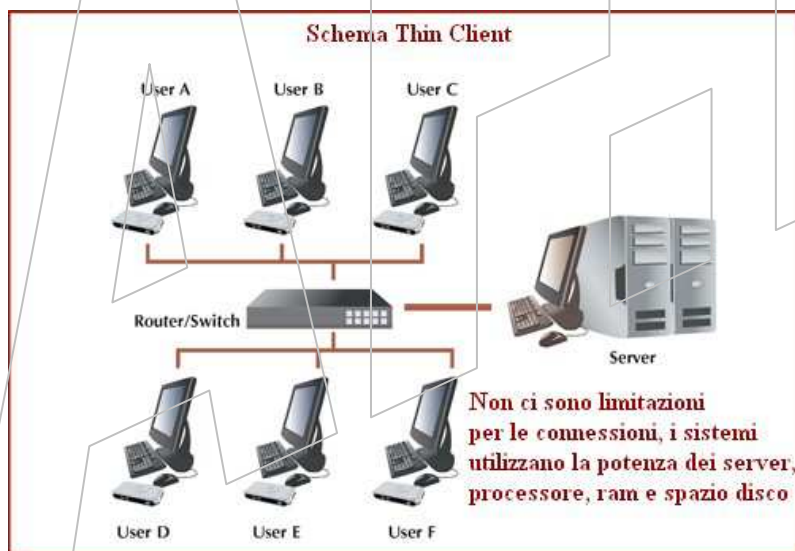 Schema Thin Client
User A
User B
User C
Router/Switch
Server
Non ci sono limitazioni
per le connessioni, i sistemi
utilizzano la potenza dei server,
processore, ram e spazio disco
User D
User E
User F